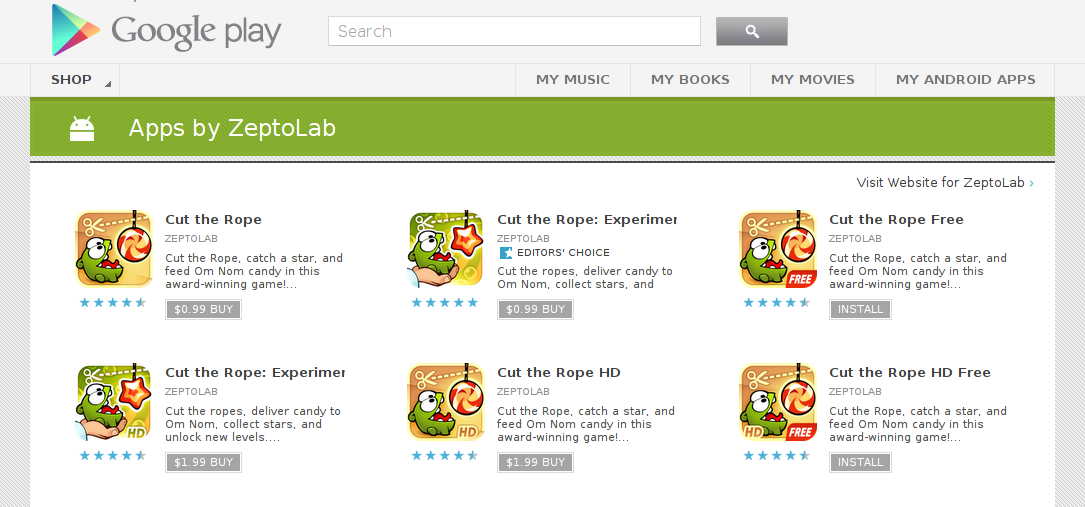 Google play
Search
SHOP
MY MUSIC
MY BOOKS
MY MOVIES
MY ANDROID APPS
Apps by ZeptoLab
Visit Website for ZeptoLab ›
Cut the Rope
ZEPTOLAB
Cut the Rope, catch a star, and
feed Om Nom candy in this
award-winning game!...
$0.99 BUY
Cut the Rope: Experimer
ZEPTOLAB
EDITORS' CHOICE
Cut the ropes, deliver candy to
Om Nom, collect stars, and
$0.99 BUY
Cut the Rope Free
ZEPTOLAB
Cut the Rope, catch a star, and
feed Om Nom candy in this
award-winning game!...
FREE
INSTALL
Cut the Rope: Experimer
ZEPTOLAB
Cut the ropes, deliver candy to
Om Nom, collect stars, and
unlock new levels....
HD
$1.99 BUY
Cut the Rope HD
ZEPTOLAB
Cut the Rope, catch a star, and
feed Om Nom candy in this
award-winning game!...
HD
$1.99 BUY
Cut the Rope HD Free
ZEPTOLAB
Cut the Rope, catch a star, and
feed Om Nom candy in this
award-winning game!...
HD FREE
INSTALL